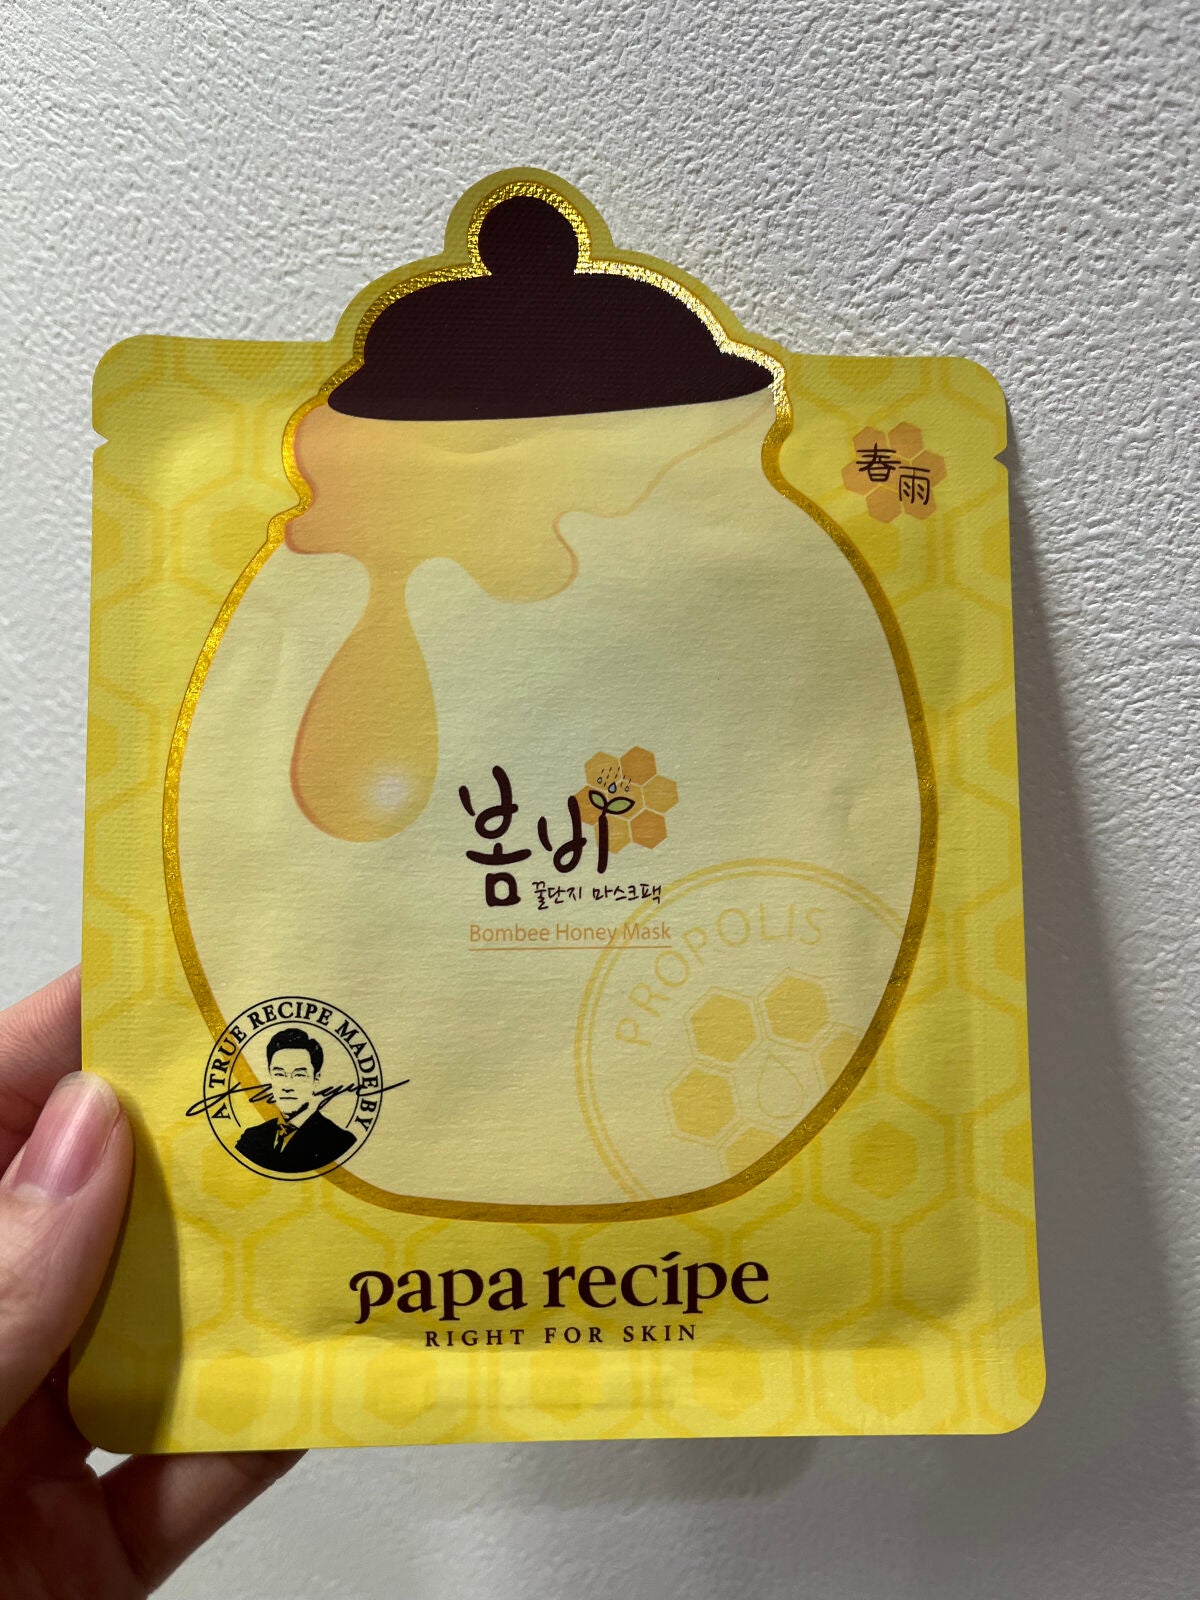 春雨
봄비
꿀단지 마스크팩
Bombee Honey Mask
PROPOLIS
A TRUE RECIPE MADE BY
papa recipe
RIGHT FOR SKIN